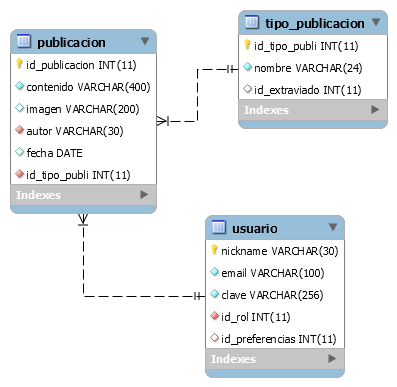 publicacion
id_publicacion INT(11)
contenido VARCHAR(400)
imagen VARCHAR(200)
autor VARCHAR(30)
fecha DATE
id_tipo_publi INT(11)
Indexes
tipo_publicacion
id_tipo_publi INT(11)
nombre VARCHAR(24)
id_extraviado INT(11)
Indexes
usuario
nickname VARCHAR(30)
email VARCHAR(100)
clave VARCHAR(256)
id_rol INT(11)
id_preferencias INT(11)
Indexes